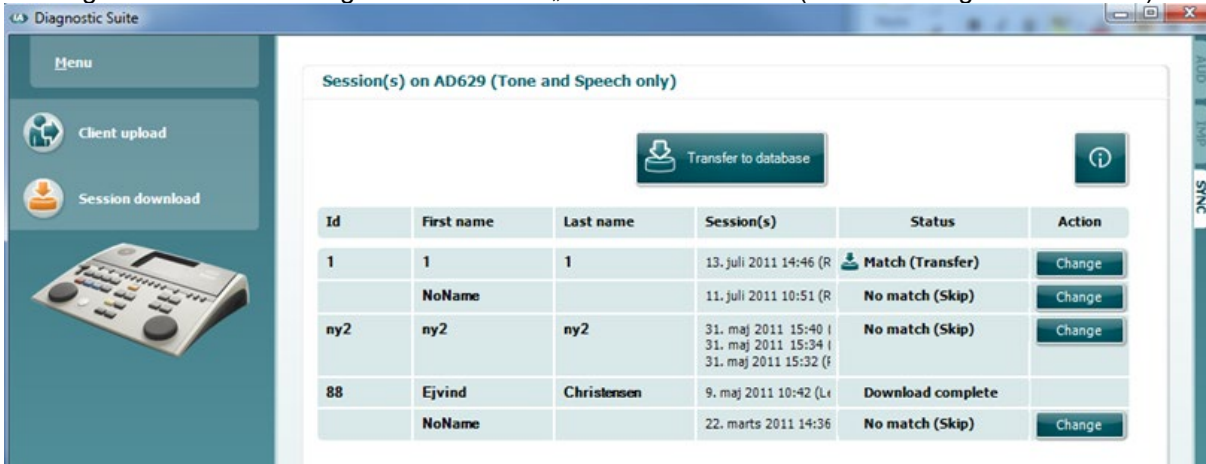 Diagnostic Suite
Menu
Client upload
Session download
Session(s) on AD629 (Tone and Speech only)
Transfer to database
Id First name Last name Session(s) Status Action
1 1 1 13. juli 2011 14:46 (R Match (Transfer) Change
NoName 11. juli 2011 10:51 (R No match (Skip) Change
ny2 ny2 ny2 31. maj 2011 15:40 ( No match (Skip) Change
31. maj 2011 15:34 (
31. maj 2011 15:32 (F
88 Ejvind Christensen 9. maj 2011 10:42 (Le Download complete
NoName 22. marts 2011 14:36 No match (Skip) Change
AUD
IMP
SYNC